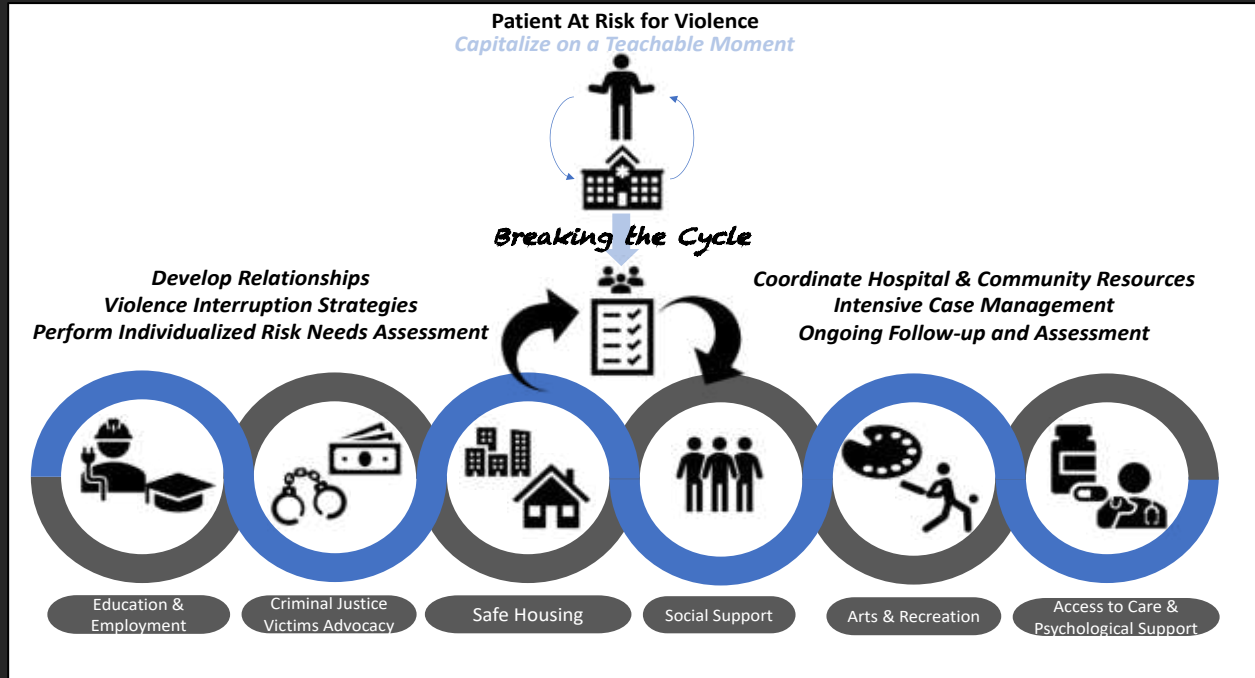 Patient At Risk for Violence
Capitalize on a Teachable Moment
Breaking the Cycle
Develop Relationships
Violence Interruption Strategies
Perform Individualized Risk Needs Assessment
Coordinate Hospital & Community Resources
Intensive Case Management
Ongoing Follow-up and Assessment
Education &
Employment
Criminal Justice
Victims Advocacy
Safe Housing
Social Support
Arts & Recreation
Access to Care &
Psychological Support